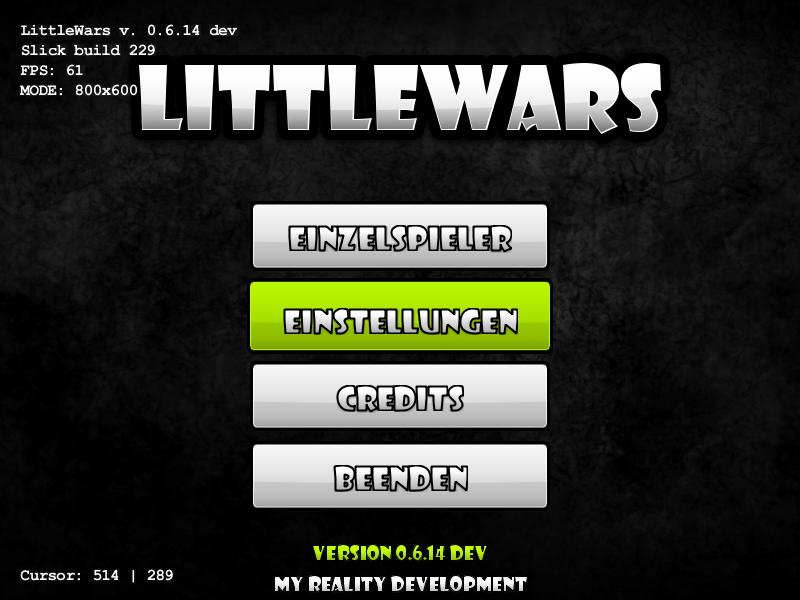 LittleWars v. 0.6.14 dev
Slick build 229
FPS: 61
MODE: 800x600
LITTLEWARS
EINZELSPIELER
EINSTELLUNGEN
CREDITS
BEENDEN
VERSION 0.6.14 DEV
Cursor: 514 | 289
MY REALITY DEVELOPMENT